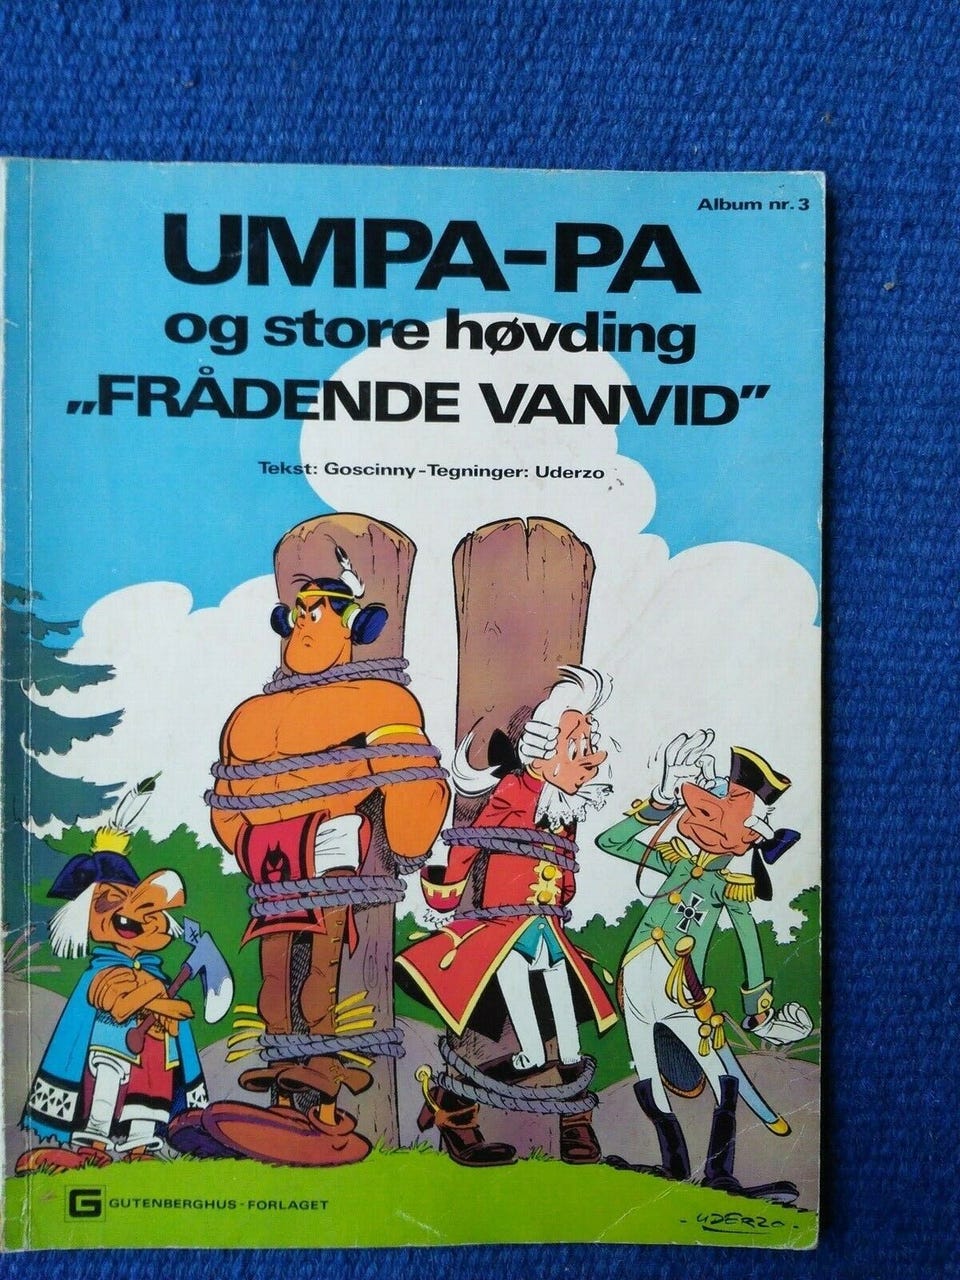 Album nr. 3
UMPA-PA
og store høvding
„FRÅDENDE VANVID”
Tekst: Goscinny-Tegninger: Uderzo
G GUTENBERGHUS-FORLAGET
-UDERZO-